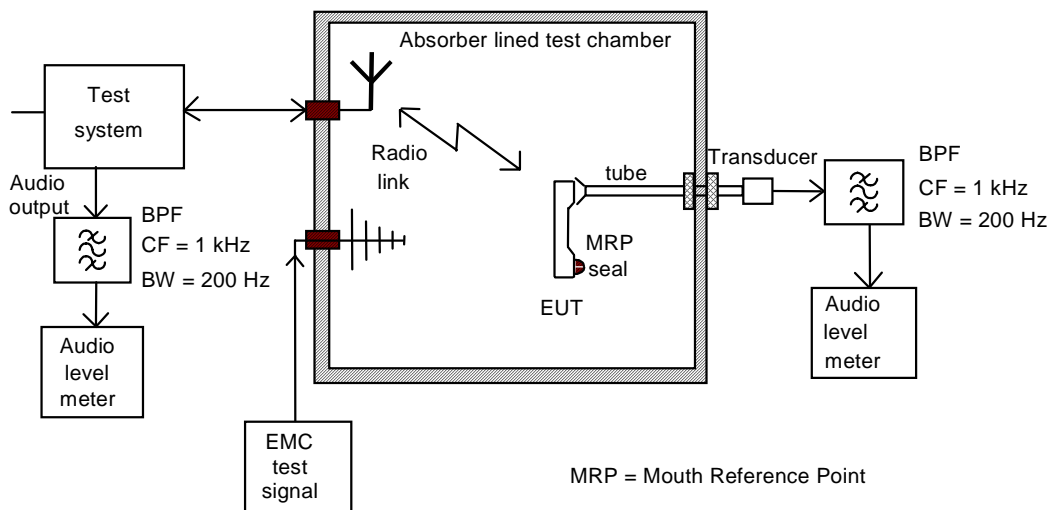 Absorber lined test chamber
Test
system
Audio
output
BPF
CF = 1 kHz
BW = 200 Hz
Audio
level
meter
EMC
test
signal
Radio
link
tube
MRP
seal
EUT
Transducer
BPF
CF = 1 kHz
BW = 200 Hz
Audio
level
meter
MRP = Mouth Reference Point